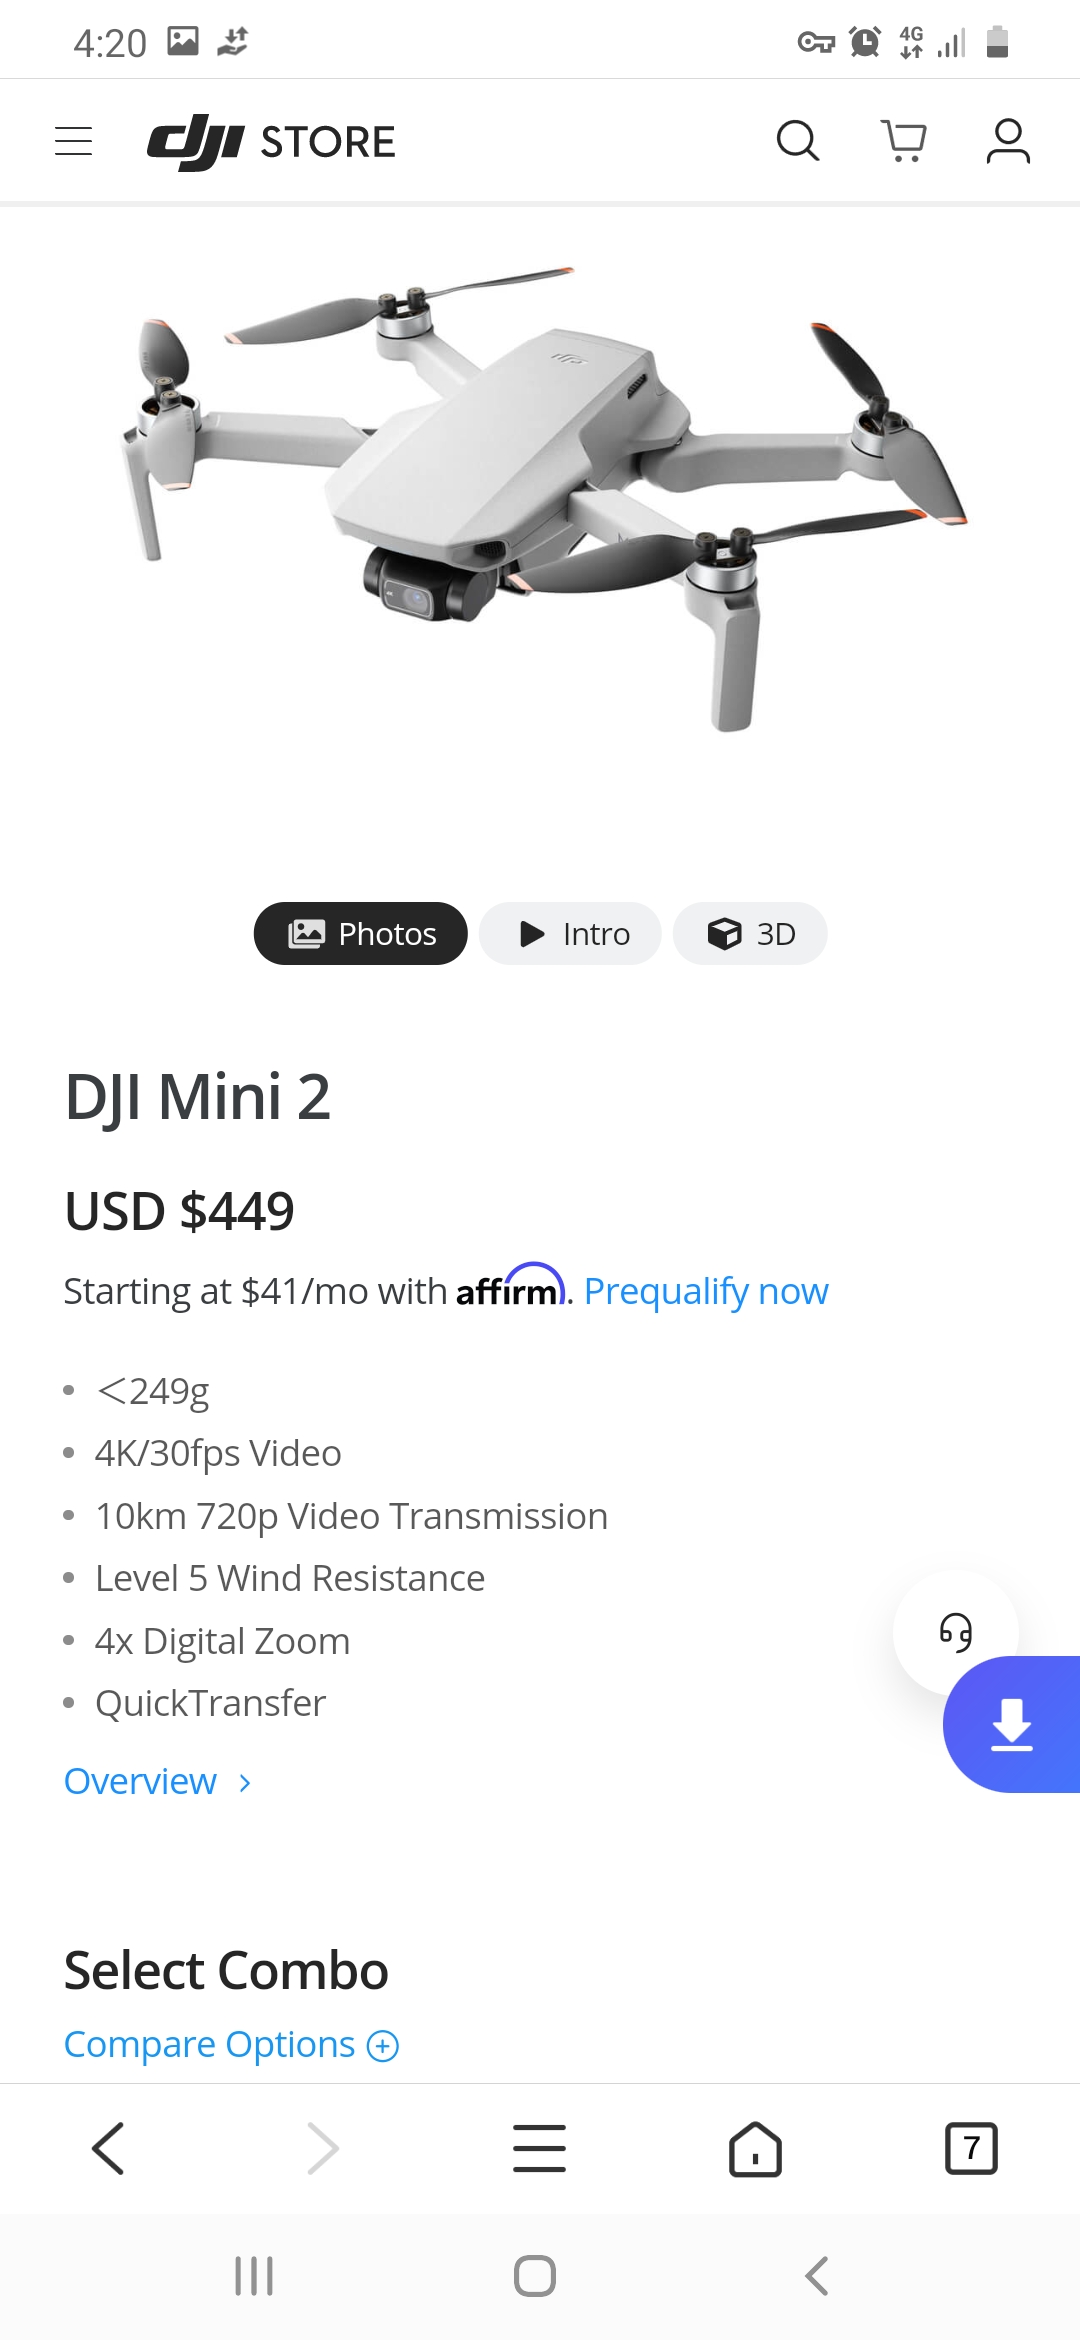 4:20
4G
dji STORE
Photos
Intro
3D
DJI Mini 2
USD $449
Starting at $41/mo with affirm. Prequalify now
<249g
4K/30fps Video
10km 720p Video Transmission
Level 5 Wind Resistance
4x Digital Zoom
QuickTransfer
Overview
Select Combo
Compare Options
7